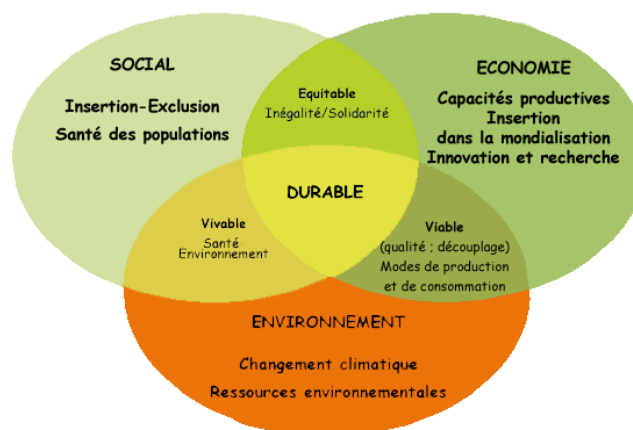 SOCIAL
Insertion-Exclusion
Santé des populations
Equitable
Inégalité/Solidarité
ECONOMIE
Capacités productives
Insertion
dans la mondialisation
Innovation et recherche
DURABLE
Vivable
Santé
Environnement
Viable
(qualité ; découplage)
Modes de production
et de consommation
ENVIRONNEMENT
Changement climatique
Ressources environnementales